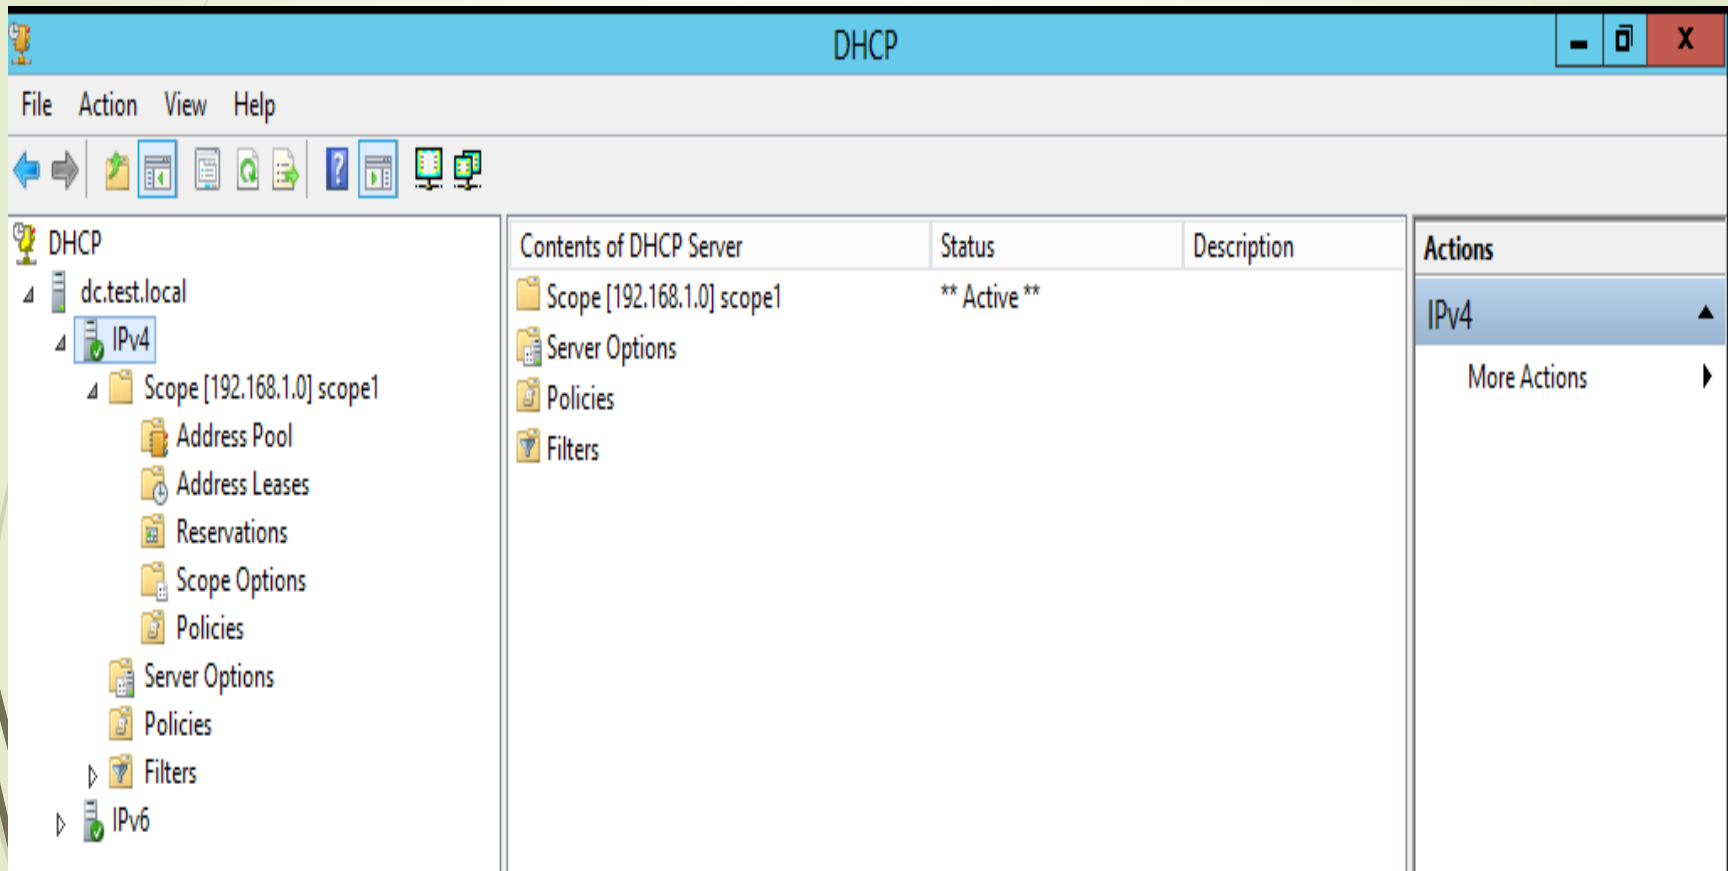 DHCP
File Action View Help
DHCP
dc.test.local
IPv4
Scope [192.168.1.0] scope1
Address Pool
Address Leases
Reservations
Scope Options
Policies
Server Options
Policies
Filters
IPv6
Contents of DHCP Server Status Description
Scope [192.168.1.0] scope1 ** Active **
Server Options
Policies
Filters
Actions
IPv4
More Actions